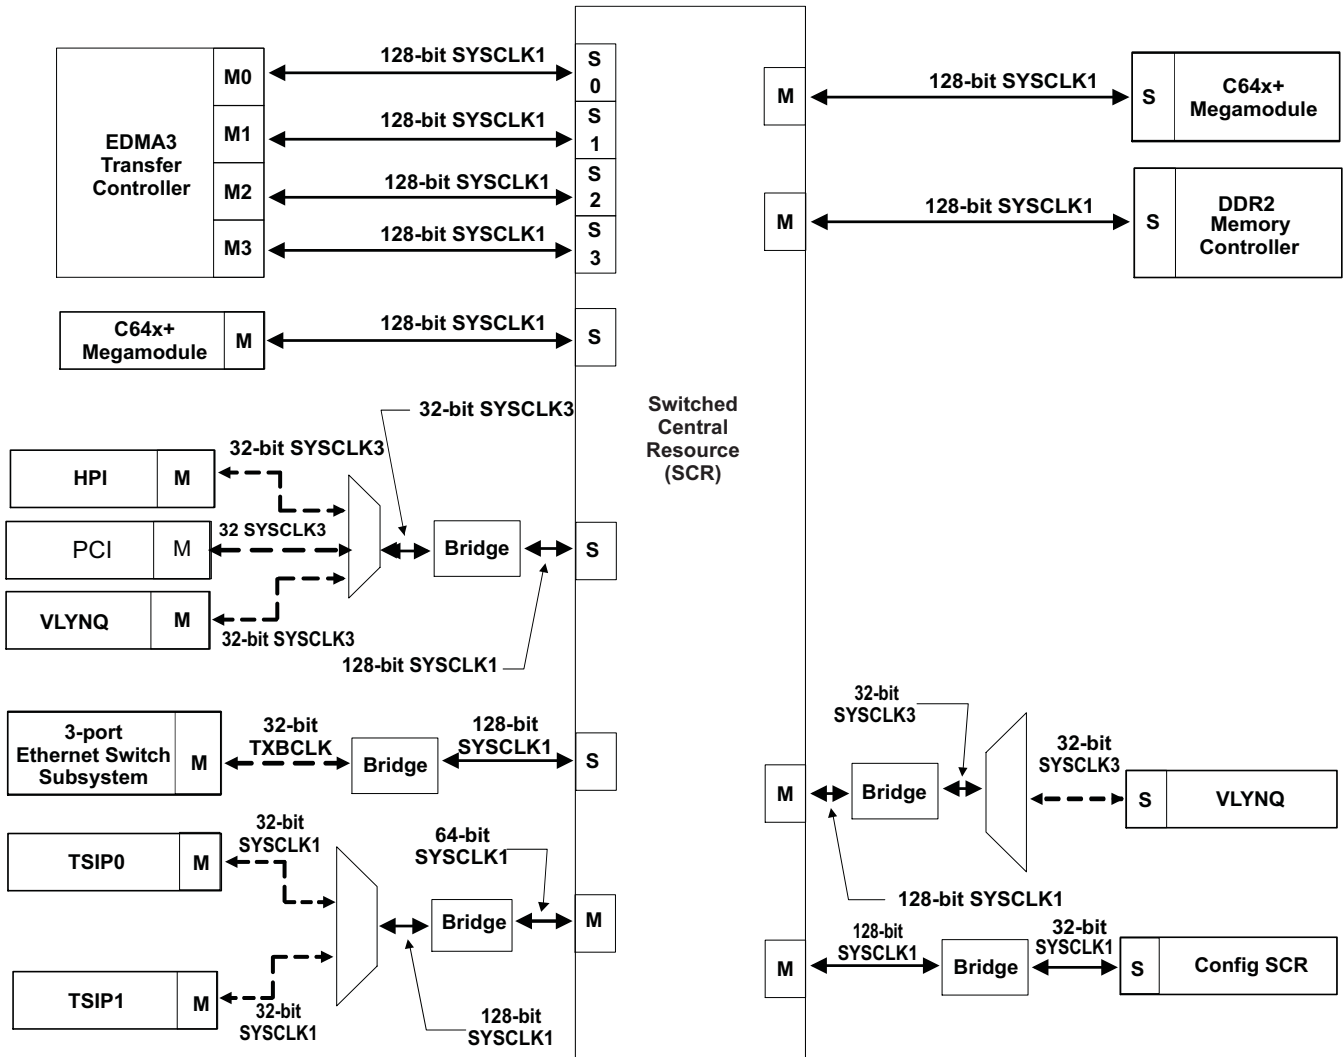 EDMA3
Transfer
Controller
M0
128-bit SYSCLK1
S
0
M1
128-bit SYSCLK1
S
1
M2
128-bit SYSCLK1
S
2
M3
128-bit SYSCLK1
S
3
C64x+
Megamodule
M
128-bit SYSCLK1
S
32-bit SYSCLK3
HPI
M
32-bit SYSCLK3
PCI
M
32 SYSCLK3
Bridge
S
VLYNQ
M
32-bit SYSCLK3
128-bit SYSCLK1
3-port
Ethernet Switch
Subsystem
M
32-bit
TXBCLK
Bridge
128-bit
SYSCLK1
S
TSIP0
M
32-bit
SYSCLK1
64-bit
SYSCLK1
Bridge
M
TSIP1
M
32-bit
SYSCLK1
128-bit
SYSCLK1
Switched
Central
Resource
(SCR)
M
128-bit SYSCLK1
S
C64x+
Megamodule
M
128-bit SYSCLK1
S
DDR2
Memory
Controller
32-bit
SYSCLK3
M
Bridge
32-bit
SYSCLK3
S
VLYNQ
128-bit SYSCLK1
M
128-bit
SYSCLK1
Bridge
32-bit
SYSCLK1
S
Config SCR